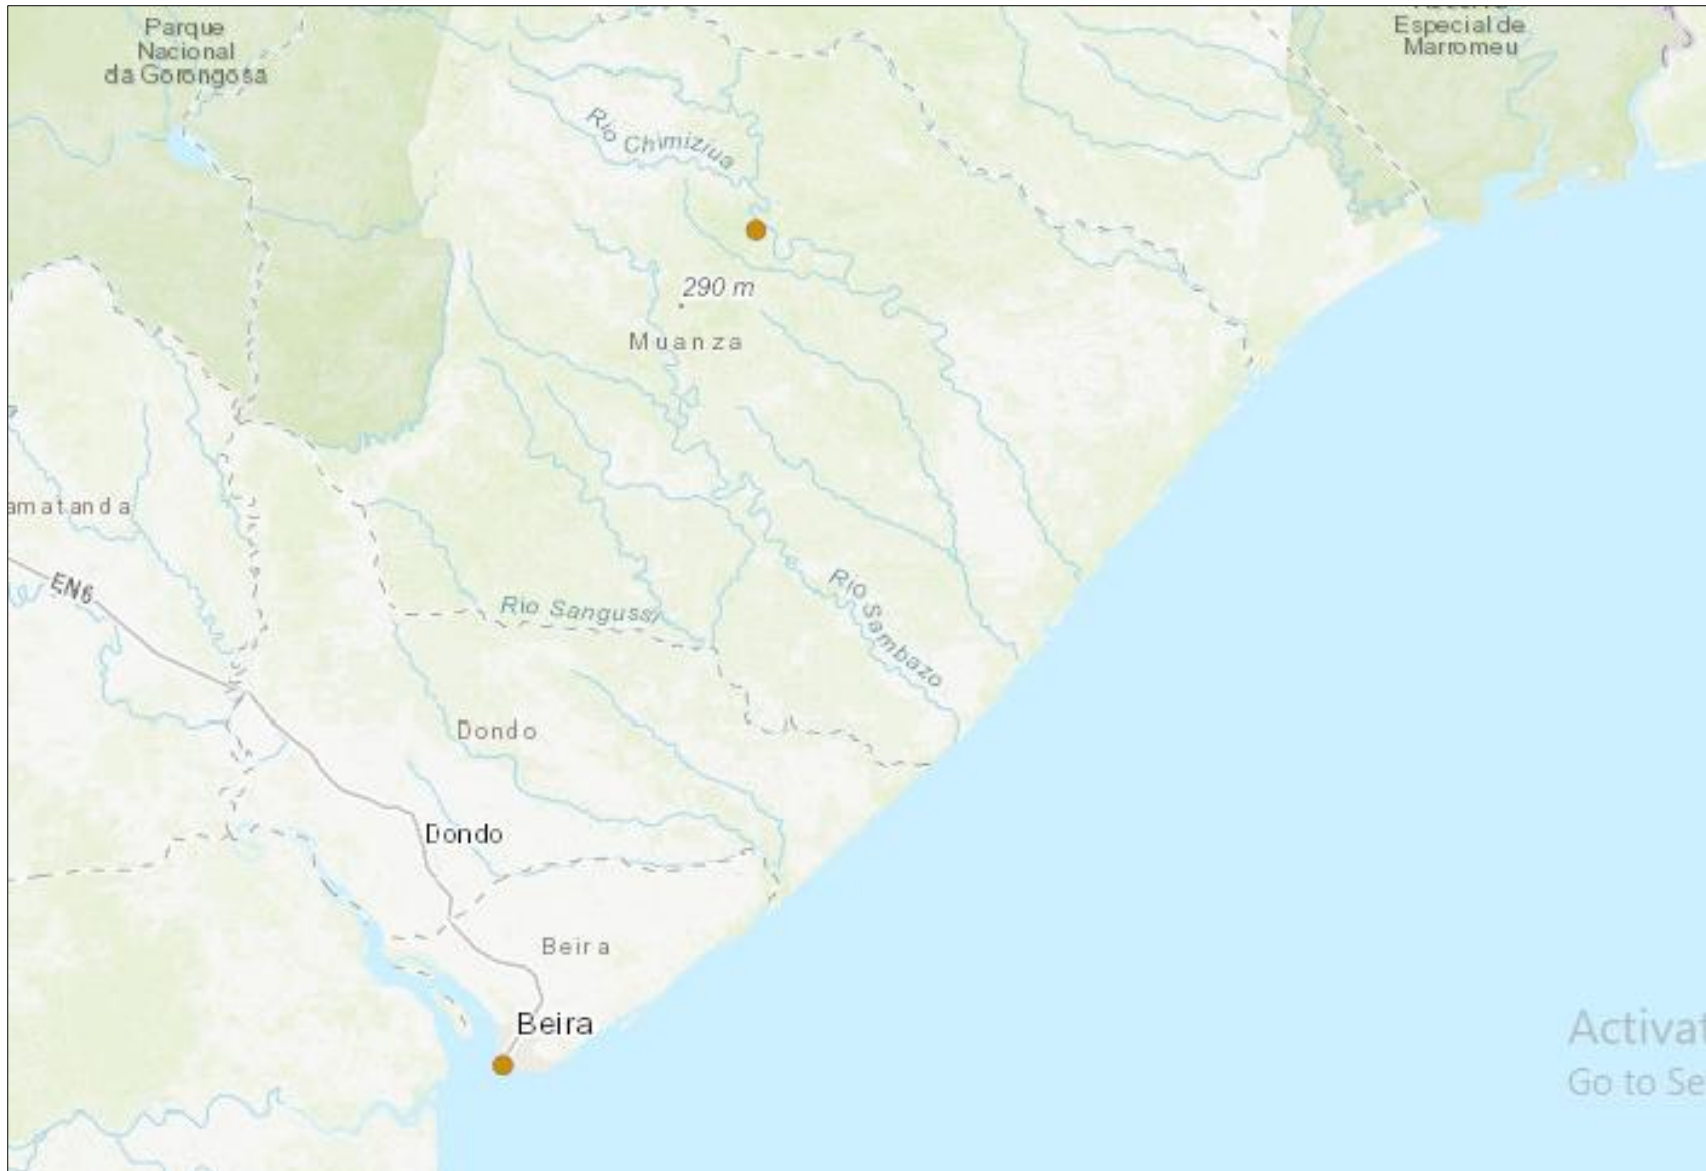 Parque
Nacional
da Gorongosa
Especial de
Marromeu
Rio Chimiziua
290 m
Muanza
amatanda
EN6
Rio Sangussi
Rio Sambazo
Dondo
Dondo
Beira
Beira
Activat
Go to Se